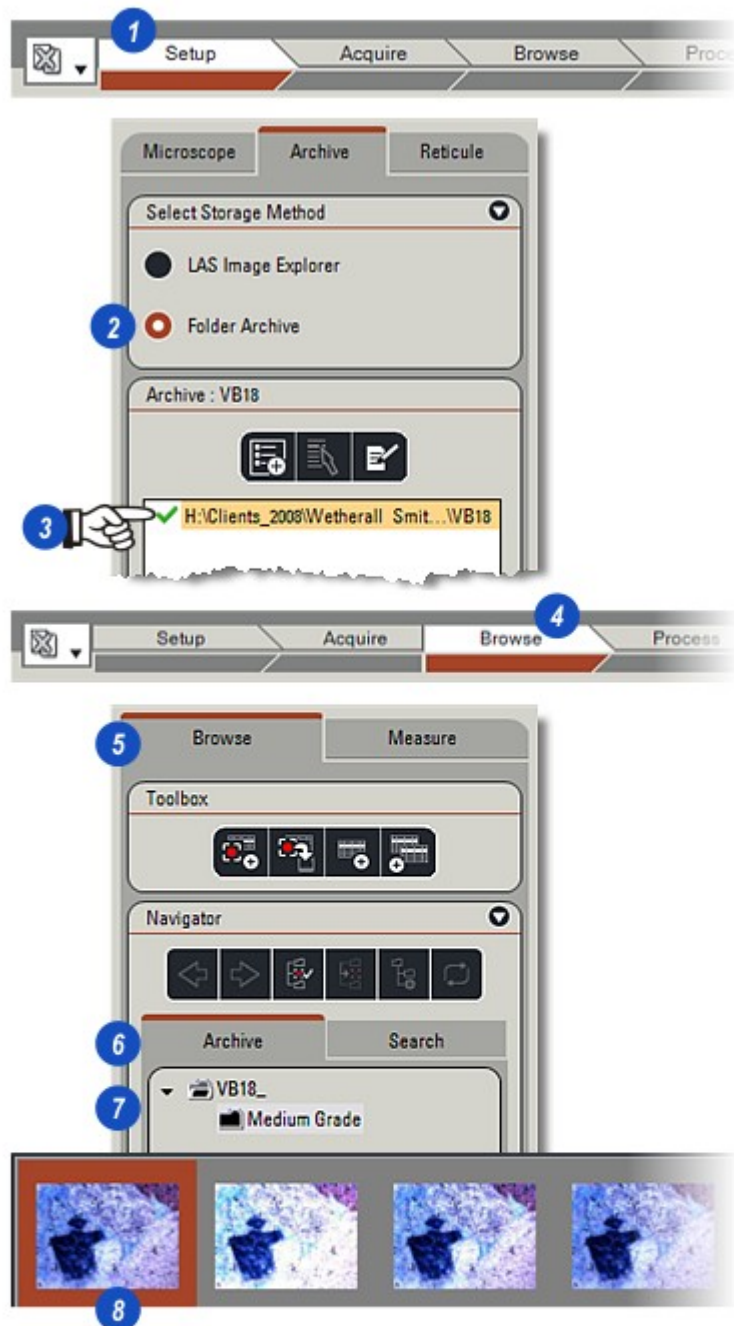 1
Setup Acquire Browse Proce
Microscope Archive Reticule
Select Storage Method
LAS Image Explorer
2 Folder Archive
Archive : VB18
3 H:\Clients_2008\Wetherall Smit...\VB18
4
Setup Acquire Browse Process
5 Browse Measure
Toolbox
Navigator
6 Archive Search
7 VB18_
Medium Grade
8